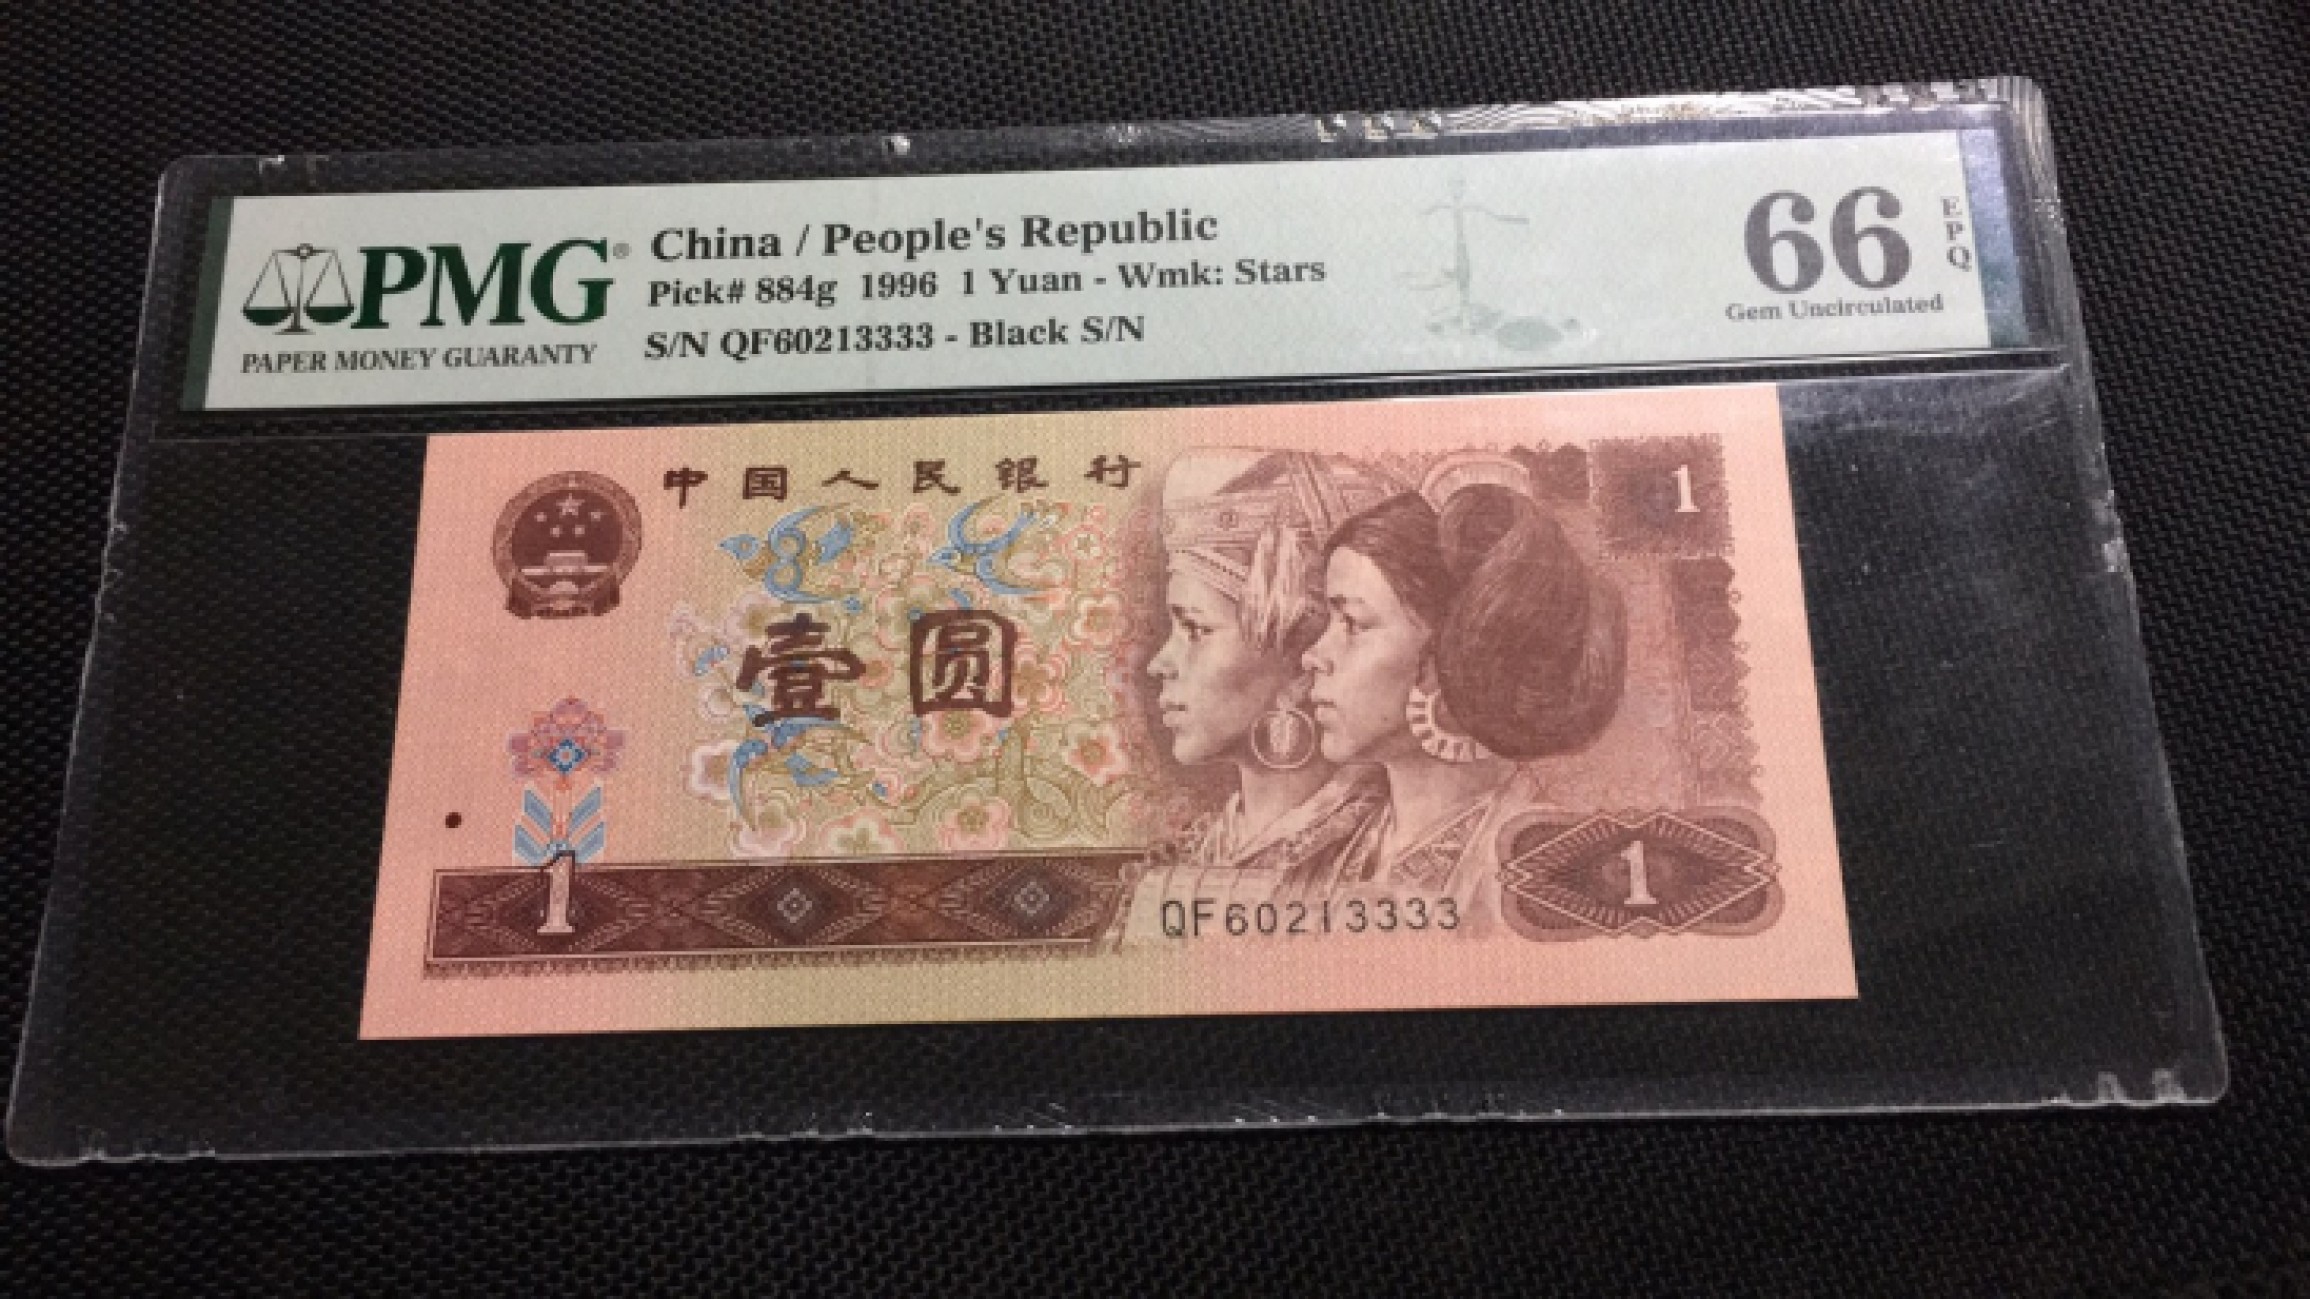 PMG®
PAPER MONEY GUARANTY
China / People's Republic
Pick# 884g 1996 1 Yuan - Wmk: Stars
S/N QF60213333 - Black S/N
66
EPQ
Gem Uncirculated
中国人民银行
1
壹圆
1
QF60213333
1